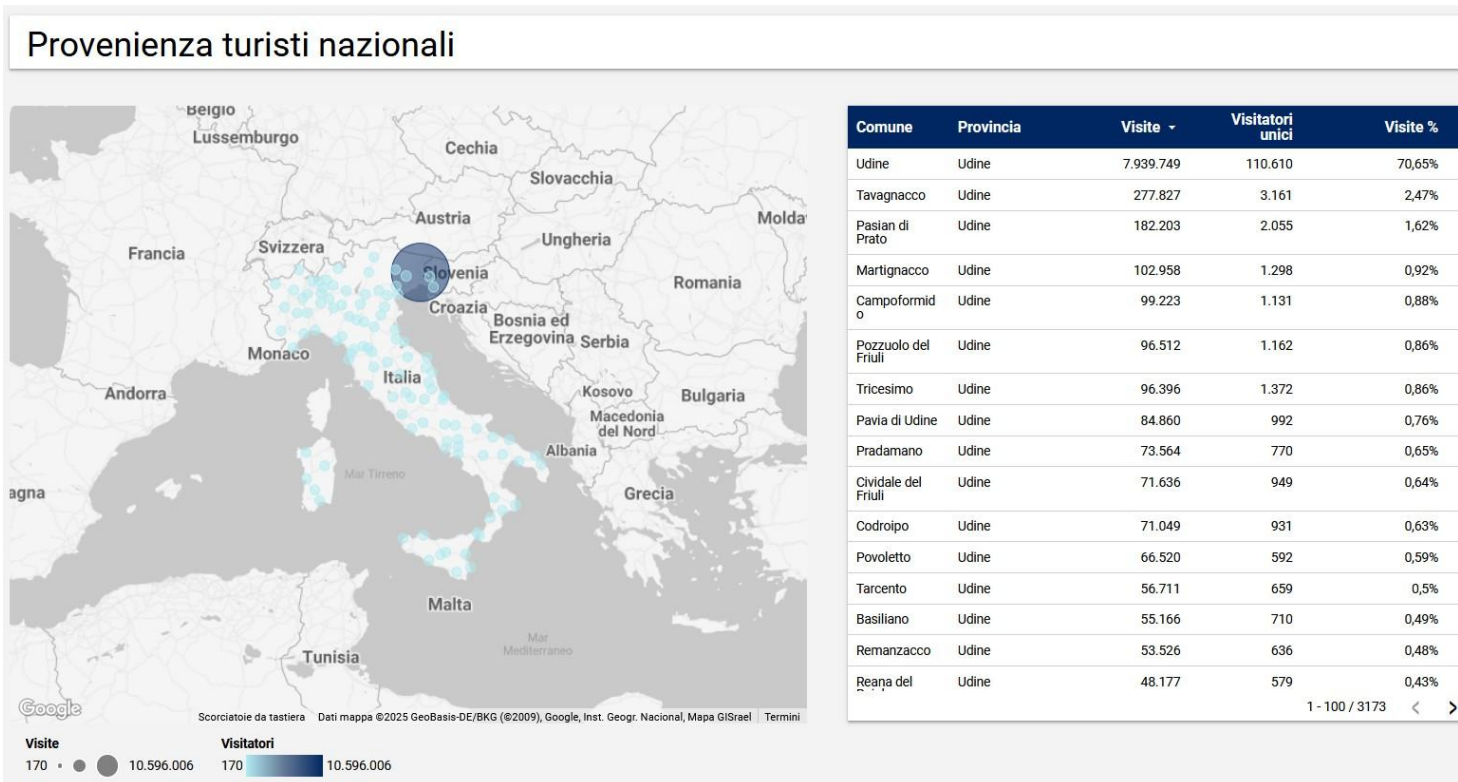 Provenienza turisti nazionali
Belgio
Lussemburgo
Cechia
Slovacchia
Austria
Molda
Ungheria
Francia
Svizzera
Slovenia
Romania
Croazia
Bosnia ed
Erzegovina
Serbia
Monaco
Italia
Andorra
Kosovo
Bulgaria
Macedonia
del Nord
Albania
Mar Tirreno
agna
Grecia
Malta
Mar
Mediterraneo
Tunisia
Google
Scorciatoie da tastiera Dati mappa ©2025 GeoBasis-DE/BKG (©2009), Google, Inst. Geogr. Nacional, Mapa GISrael Termini
Visite
170 10.596.006
Visitatori
170 10.596.006
Comune Provincia Visite Visitatori unici Visite %
Udine Udine 7.939.749 110.610 70,65%
Tavagnacco Udine 277.827 3.161 2,47%
Pasian di Prato Udine 182.203 2.055 1,62%
Martignacco Udine 102.958 1.298 0,92%
Campoformid
o Udine 99.223 1.131 0,88%
Pozzuolo del Friuli Udine 96.512 1.162 0,86%
Tricesimo Udine 96.396 1.372 0,86%
Pavia di Udine Udine 84.860 992 0,76%
Pradamano Udine 73.564 770 0,65%
Cividale del Friuli Udine 71.636 949 0,64%
Codroipo Udine 71.049 931 0,63%
Povoletto Udine 66.520 592 0,59%
Tarcento Udine 56.711 659 0,5%
Basiliano Udine 55.166 710 0,49%
Remanzacco Udine 53.526 636 0,48%
Reana del Udine 48.177 579 0,43%
1 - 100 / 3173 < >